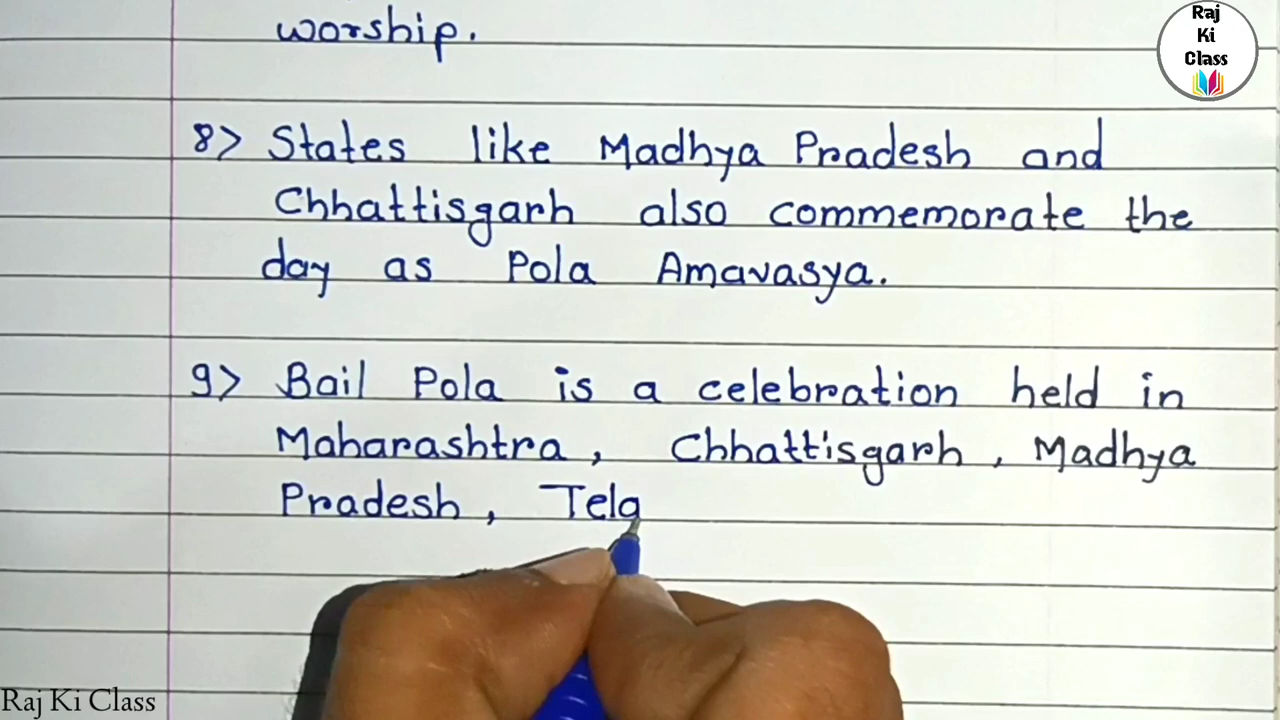 worship.
Raj
Ki
Class
8> States like Madhya Pradesh and
Chhattisgarh also commemorate the
day as Pola Amavasya.
9> Bail Pola is a celebration held in
Maharashtra, Chhattisgarh, Madhya
Pradesh, Tela
Raj Ki Class